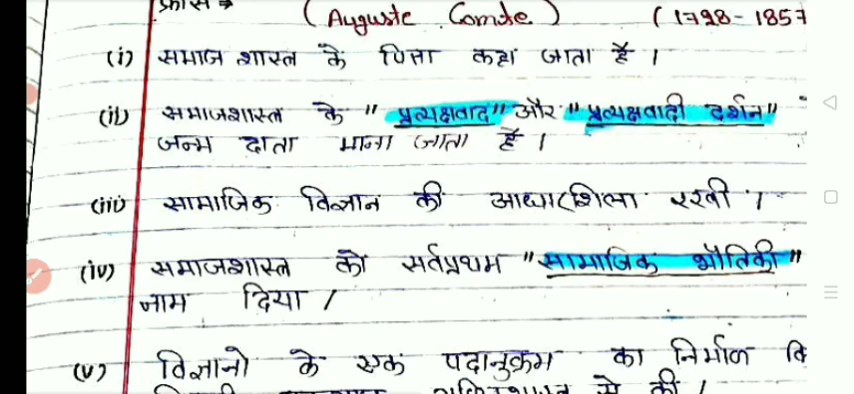 फ्रांस → (Auguste Comte) (1798-1857
(i) समाज शास्त्र के पिता कहा जाता है ।
(ii) समाजशास्त्र के "प्रत्यक्षवाद" और "प्रत्यक्षवादी दर्शन"
जन्म दाता माना जाता है ।
(iii) सामाजिक विज्ञान की आधारशिला रखी ।
(iv) समाजशास्त्र को सर्वप्रथम "सामाजिक भौतिकी"
नाम दिया ।
(v) विज्ञानो के एक पदानुक्रम का निर्माण कि
से की ।